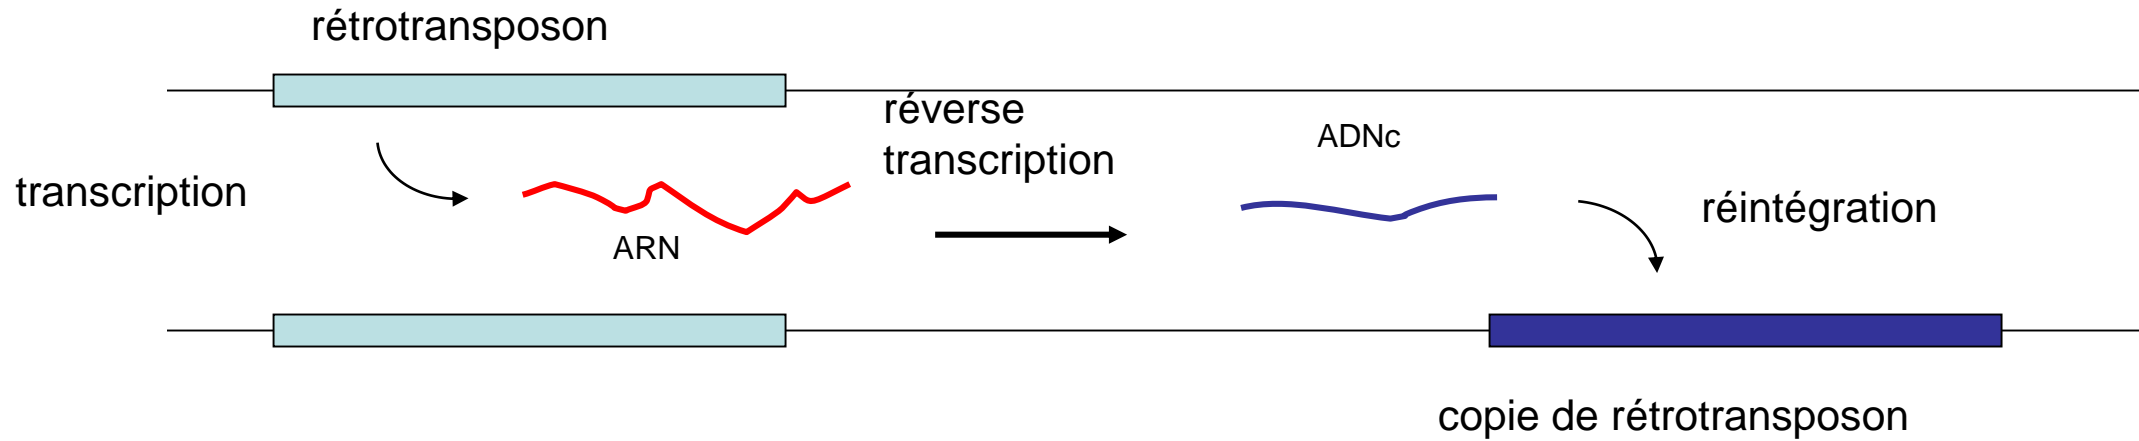 rétrotransposon
réverse
transcription
ADNc
transcription
réintégration
ARN
copie de rétrotransposon